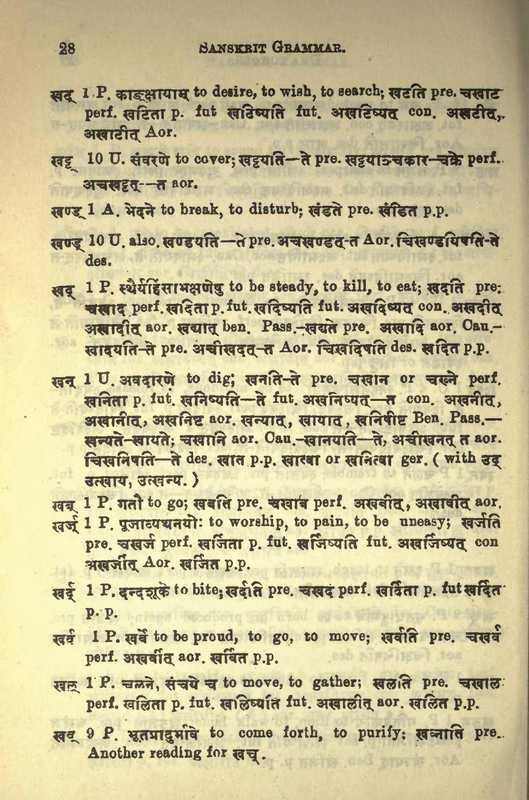 28 SANSKRIT GRAMMAR.
खट् 1 P. काङ्क्षायाम् to desire, to wish, to search; खटति pre. चखाट
perf. खटिता p. fut खटिष्यति fut. अखटिष्यत् con. अखटीत्,
अखाटीत् Aor.
खट्ट् 10 U. संवरणे to cover; खट्टयति—ते pre. खट्टयाञ्चकार—चक्रे perf.
अचखट्टत्—त aor.
खण्ड् 1 A. भेदने to break, to disturb; खंडते pre. खंडित p.p.
खण्ड् 10 U. also. खण्डयति—ते pre. अचखण्डत्-त Aor. चिखण्डयिषति-ते
des.
खद् 1 P. स्थैर्यहिंसाभक्षणेषु to be steady, to kill, to eat; खदति pre.
चखाद perf. खदिता p. fut. खदिष्यति fut. अखदिष्यत् con. अखदीत्
अखादीत् aor. खद्यात् ben. Pass.-खद्यते pre. अखादि aor. Cau.-
खादयति-ते pre. अचीखदत्-त Aor. चिखदिषति des. खदित p.p.
खन् 1 U. अवदारणे to dig; खनति-ते pre. चखान or चख्ने perf.
खनिता p. fut. खनिष्यति—ते fut. अखनिष्यत्—त con. अखनीत्,
अखानीत्, अखनिष्ट aor. खन्यात्, खायात्, खनिषीष्ट Ben. Pass.—
खन्यते-खायते; चखानि aor. Cau.-खानयति—ते, अचीखनत् त aor.
चिखनिषति—ते des. खात p.p. खात्वा or खनित्वा ger. ( with उद्
उत्खाय, उत्खन्य. )
खब् 1 P. गतौ to go; खबति pre. चखाब perf. अखबीत्, अखाबीत् aor.
खर्ज् 1 P. पूजाव्यथनयोः to worship, to pain, to be uneasy; खर्जति
pre. चखर्ज perf. खर्जिता p. fut. खर्जिष्यति fut. अखर्जिष्यत् con
अखर्जीत् Aor. खर्जित p.p.
खर्द् 1 P. दन्दशूके to bite; खर्दति pre. चखर्द perf. खर्दिता p. fut खर्दित
p. p.
खर्व 1 P. खर्वे to be proud, to go, to move; खर्वति pre. चखर्व
perf. अखर्वीत् aor. खर्बित p.p.
खल् 1 P. चलने, संचये च to move, to gather; खलति pre. चखाल
perf. खलिता p. fut. खलिष्यति fut. अखालीत् aor. खलित p.p.
खव् 9 P. भूतप्रादुर्भावे to come forth, to purify; खव्नाति pre.
Another reading for खच्.